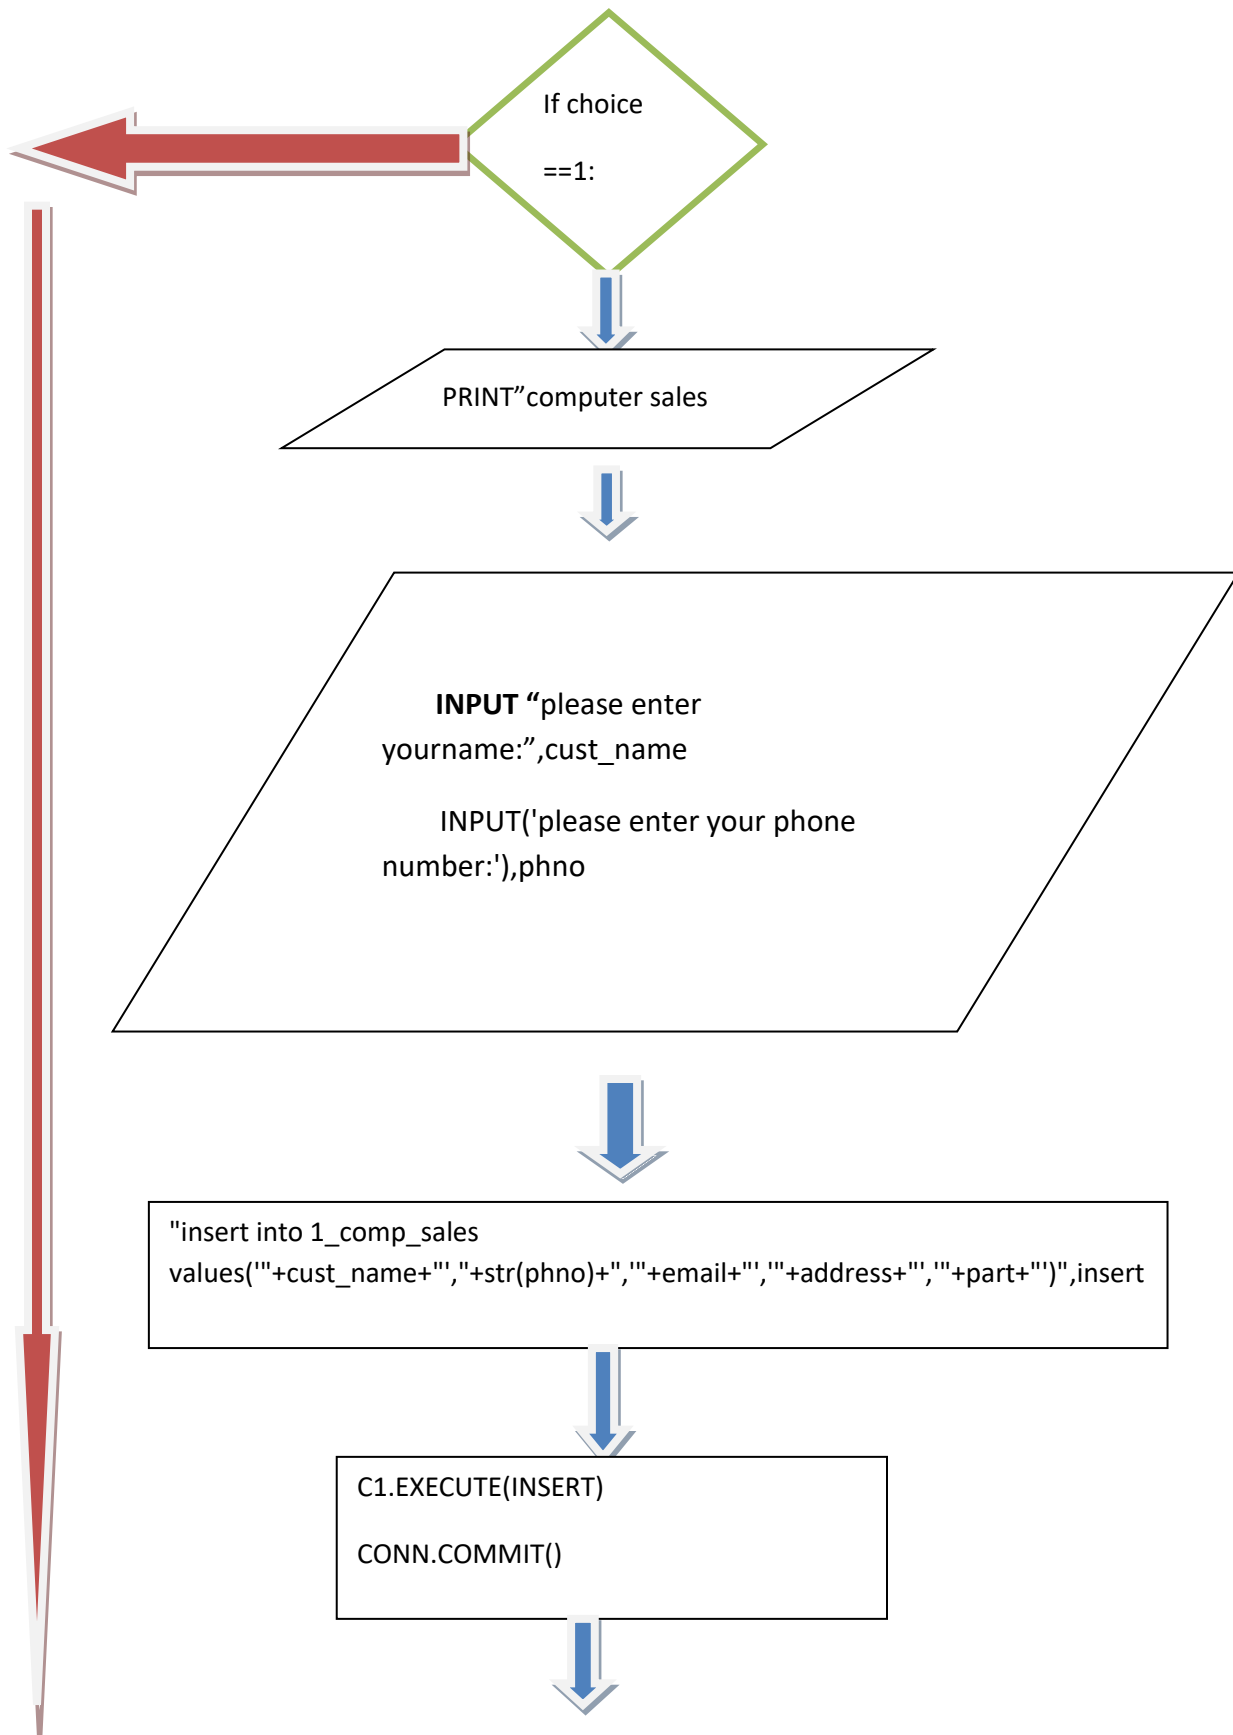 If choice
==1:
PRINT”computer sales
INPUT “please enter
yourname:”,cust_name
INPUT('please enter your phone
number:'),phno
"insert into 1_comp_sales
values('"+cust_name+"',"+str(phno)+",'"+email+"','"+address+"','"+part+"')",insert
C1.EXECUTE(INSERT)
CONN.COMMIT()